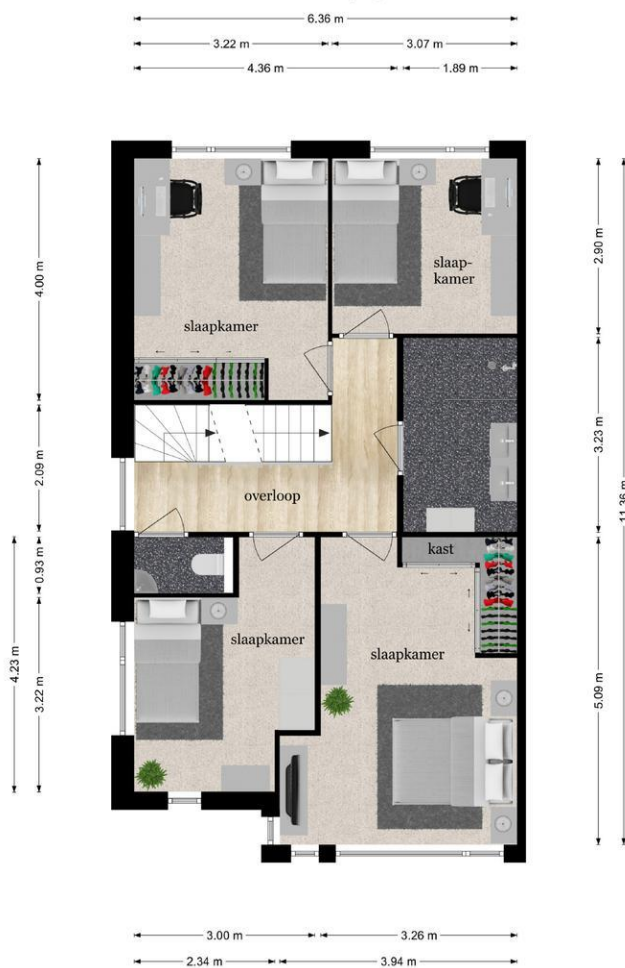 6.36 m
3.22 m
3.07 m
4.36 m
1.89 m
4.00 m
2.09 m
0.93 m
4.23 m
3.22 m
slaapkamer
slaap-
kamer
overloop
kast
slaapkamer
slaapkamer
2.90 m
3.23 m
11.36 m
5.09 m
3.00 m
3.26 m
2.34 m
3.94 m